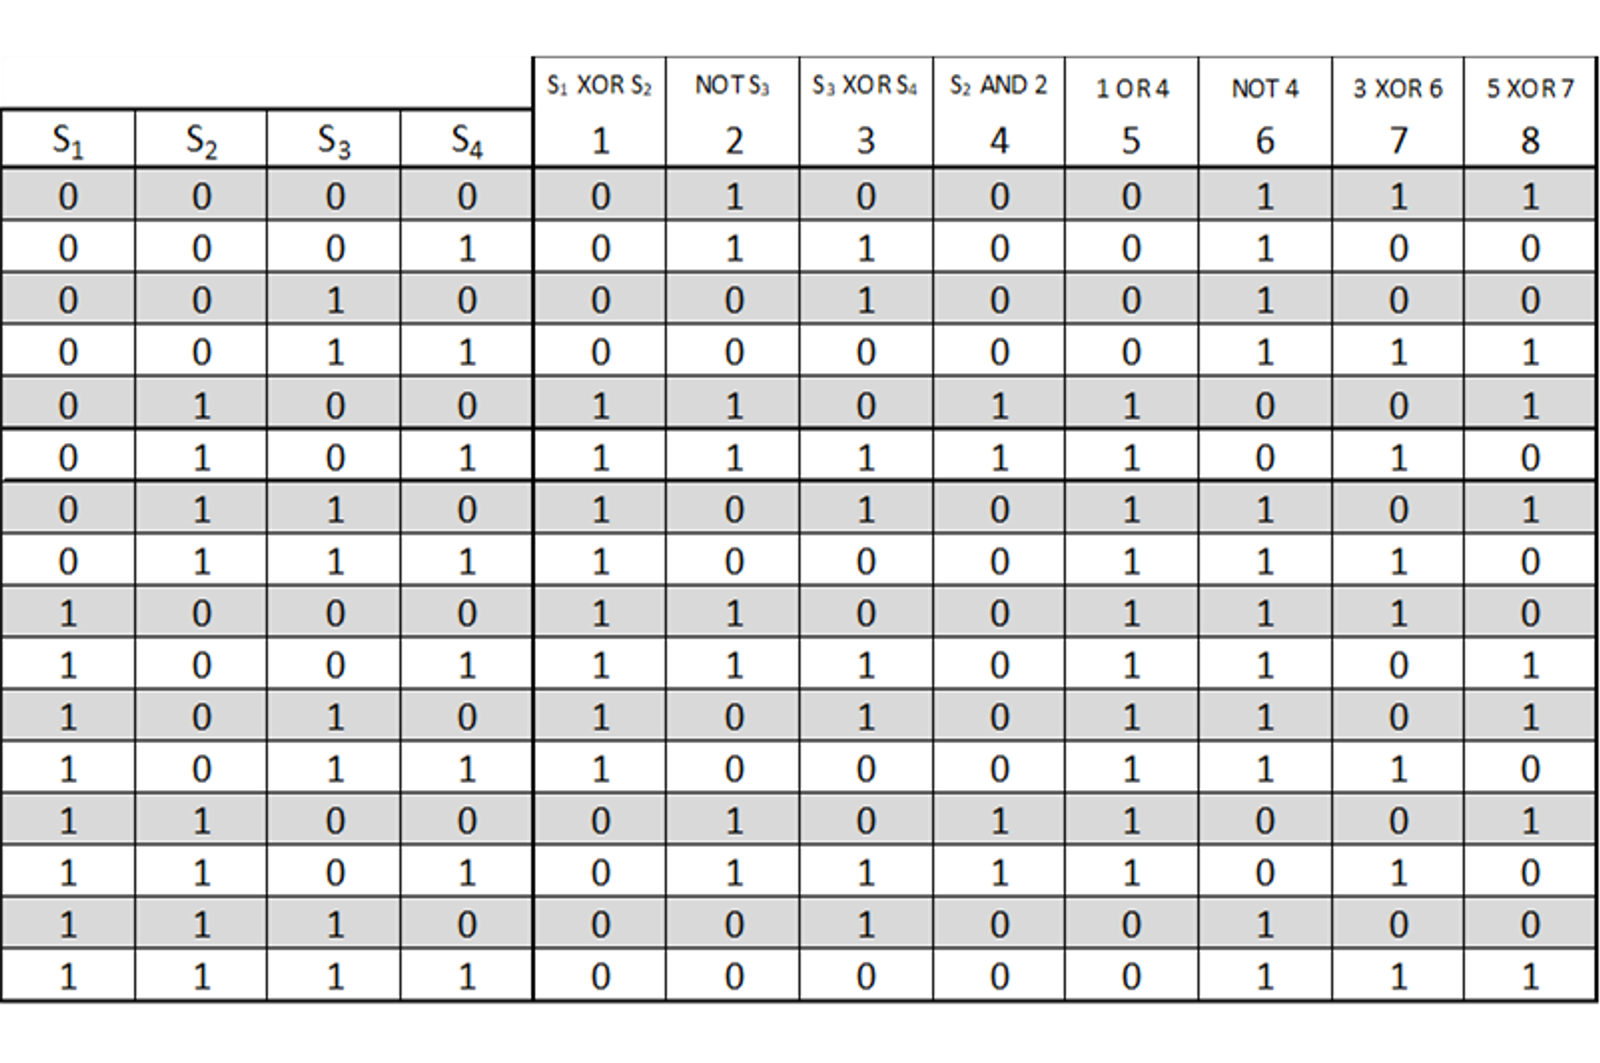 S₁ XOR S₂ NOT S₃ S₃ XOR S₄ S₂ AND 2 1 OR 4 NOT 4 3 XOR 6 5 XOR 7
S₁ S₂ S₃ S₄ 1 2 3 4 5 6 7 8
0 0 0 0 0 1 0 0 0 1 1 1
0 0 0 1 0 1 1 0 0 1 0 0
0 0 1 0 0 0 1 0 0 1 0 0
0 0 1 1 0 0 0 0 0 1 1 1
0 1 0 0 1 1 0 1 1 0 0 1
0 1 0 1 1 1 1 1 1 0 1 0
0 1 1 0 1 0 1 0 1 1 0 1
0 1 1 1 1 0 0 0 1 1 1 0
1 0 0 0 1 1 0 0 1 1 1 0
1 0 0 1 1 1 1 0 1 1 0 1
1 0 1 0 1 0 1 0 1 1 0 1
1 0 1 1 1 0 0 0 1 1 1 0
1 1 0 0 0 1 0 1 1 0 0 1
1 1 0 1 0 1 1 1 1 0 1 0
1 1 1 0 0 0 1 0 0 1 0 0
1 1 1 1 0 0 0 0 0 1 1 1